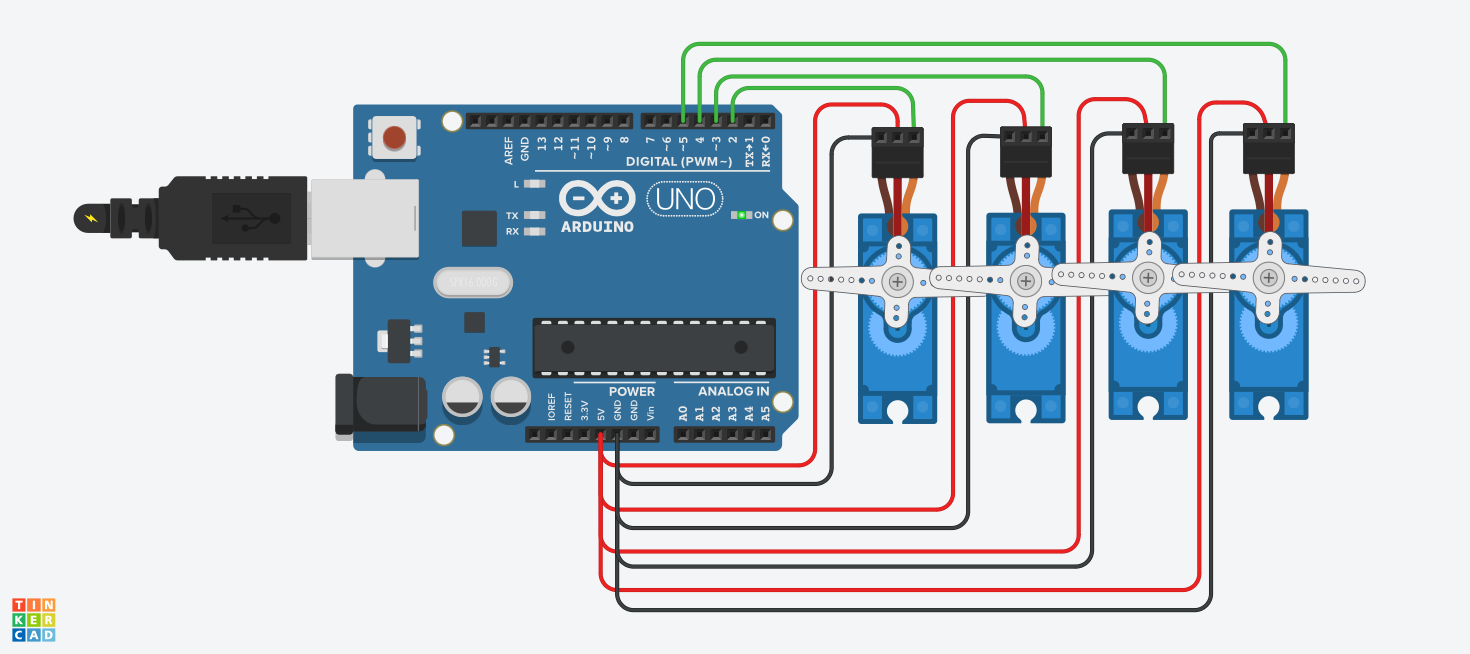 AREF
GND
13
12
~11
~10
~9
8
7
~6
~5
4
~3
2
TX→1
RX←0
DIGITAL (PWM~)
L
TX
RX
UNO
ARDUINO
ON
POWER
ANALOG IN
IOREF
RESET
3.3V
5V
GND
GND
Vin
A0
A1
A2
A3
A4
A5
TIN
KER
CAD